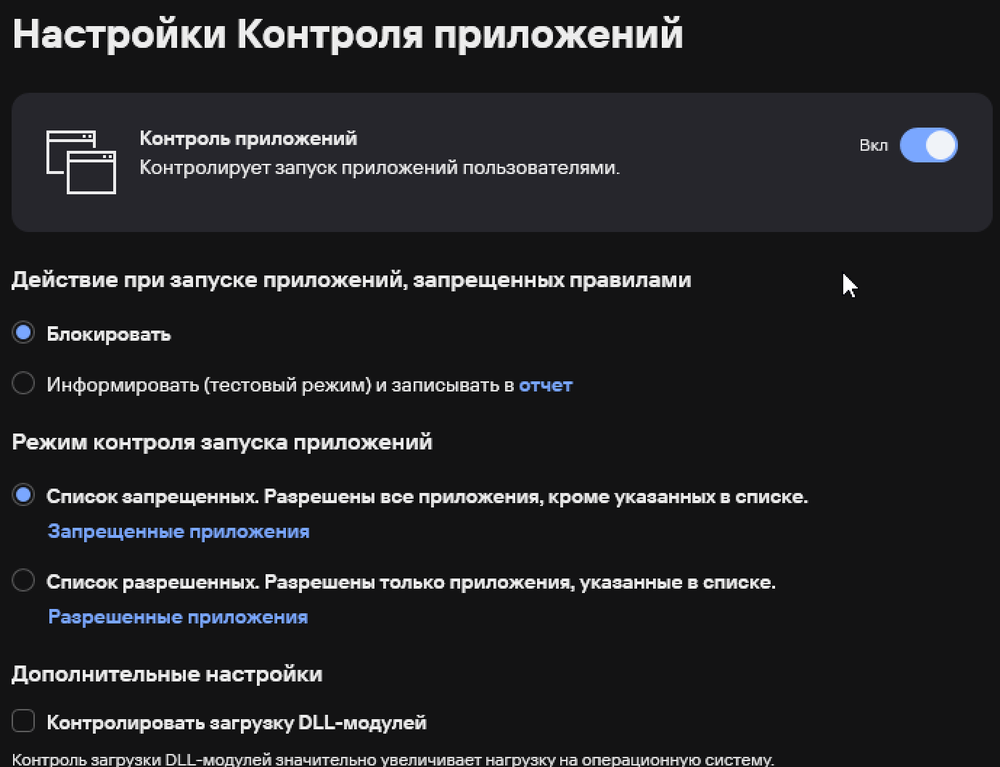 Настройки Контроля приложений
Контроль приложений
Вкл
Контролирует запуск приложений пользователями.
Действие при запуске приложений, запрещенных правилами
Блокировать
Информировать (тестовый режим) и записывать в отчет
Режим контроля запуска приложений
Список запрещенных. Разрешены все приложения, кроме указанных в списке.
Запрещенные приложения
Список разрешенных. Разрешены только приложения, указанные в списке.
Разрешенные приложения
Дополнительные настройки
Контролировать загрузку DLL-модулей
Контроль загрузки DLL-модулей значительно увеличивает нагрузку на операционную систему.